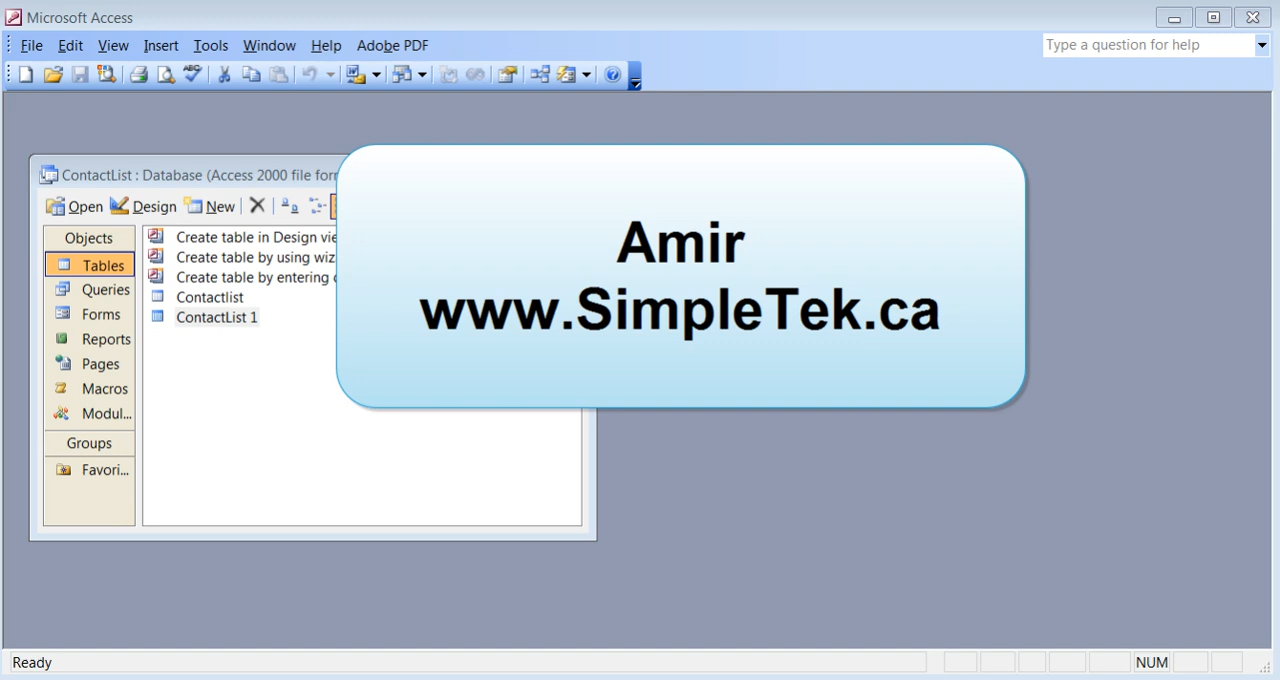 Microsoft Access
File Edit View Insert Tools Window Help Adobe PDF
Type a question for help
ContactList : Database (Access 2000 file for
Open Design New
Objects
Tables
Queries
Forms
Reports
Pages
Macros
Modul...
Groups
Favori...
Create table in Design vie
Create table by using wiz
Create table by entering
Contactlist
ContactList 1
Amir
www.SimpleTek.ca
Ready
NUM